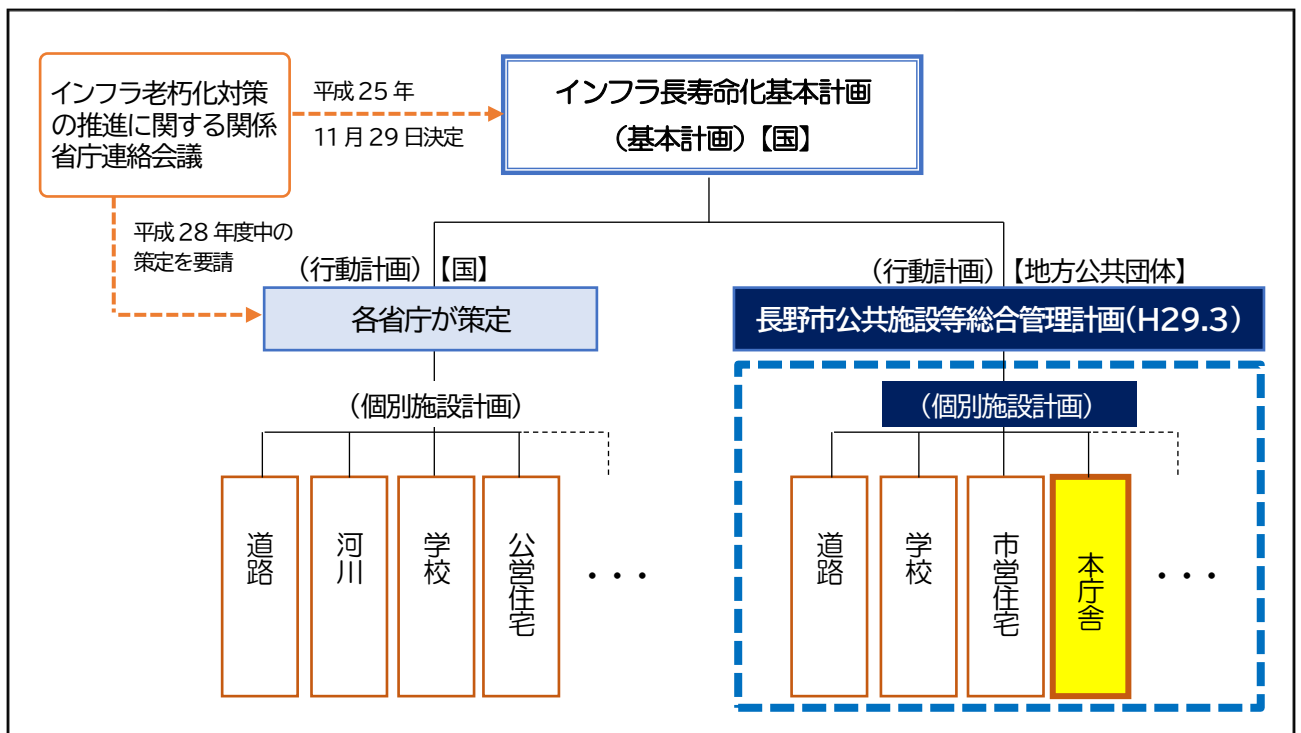 インフラ老朽化対策
の推進に関する関係
省庁連絡会議
平成25年
11月29日決定
インフラ長寿命化基本計画
（基本計画）【国】
平成28年度中の
策定を要請
（行動計画）【国】
各省庁が策定
（行動計画）【地方公共団体】
長野市公共施設等総合管理計画(H29.3）
（個別施設計画）
道路
河川
学校
公営住宅
・・・
（個別施設計画）
道路
学校
市営住宅
本庁舎
・・・